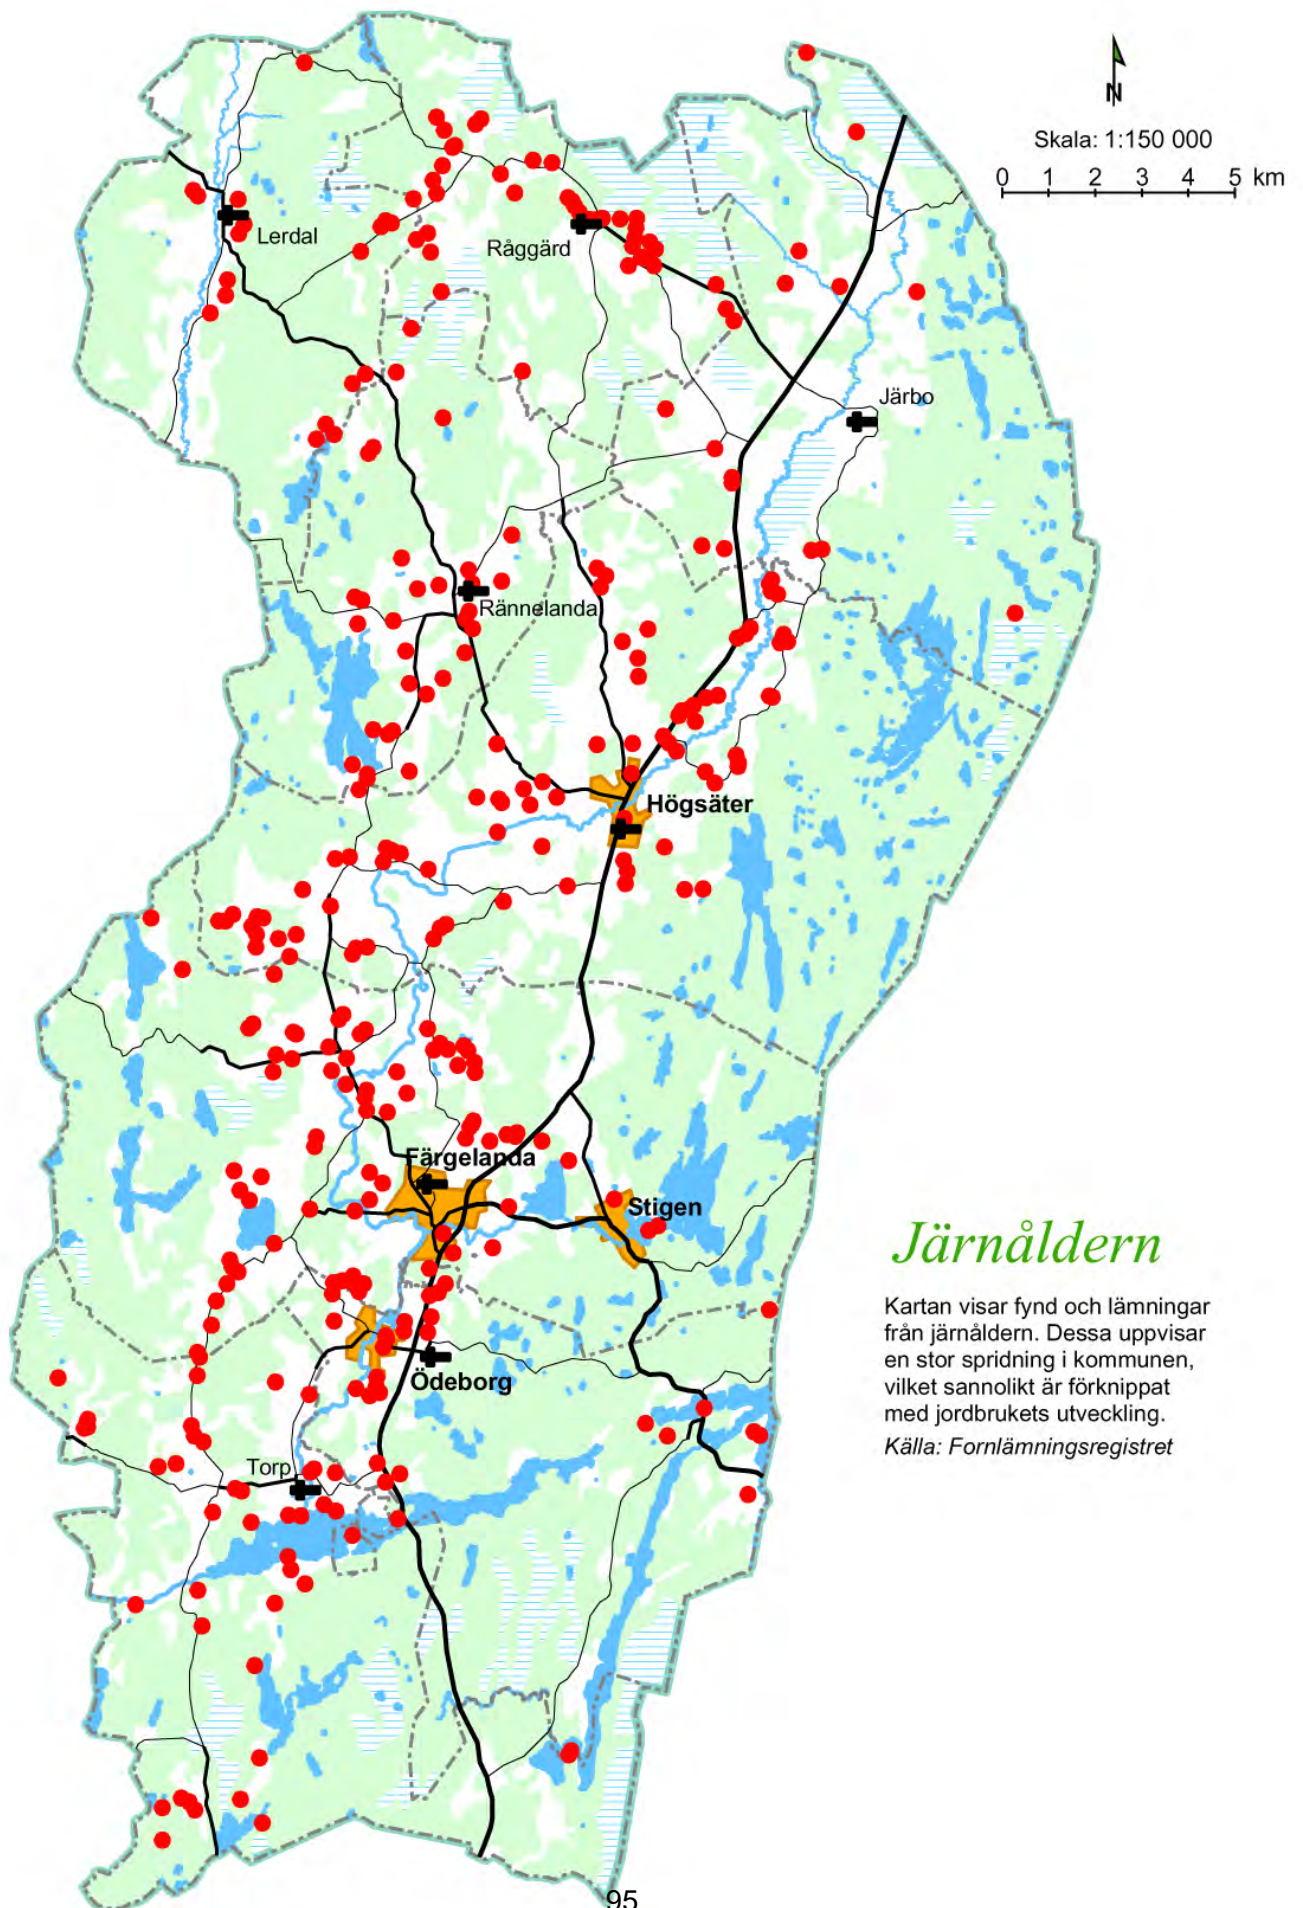 N
Skala: 1:150 000
0 1 2 3 4 5 km
Lerdal
Råggärd
Järbo
Rännelanda
Högsäter
Färgelanda
Stigen
Järnåldern
Kartan visar fynd och lämningar
från järnåldern. Dessa uppvisar
en stor spridning i kommunen,
vilket sannolikt är förknippat
med jordbrukets utveckling.
Källa: Fornlämningsregistret
Ödeborg
Torp
95